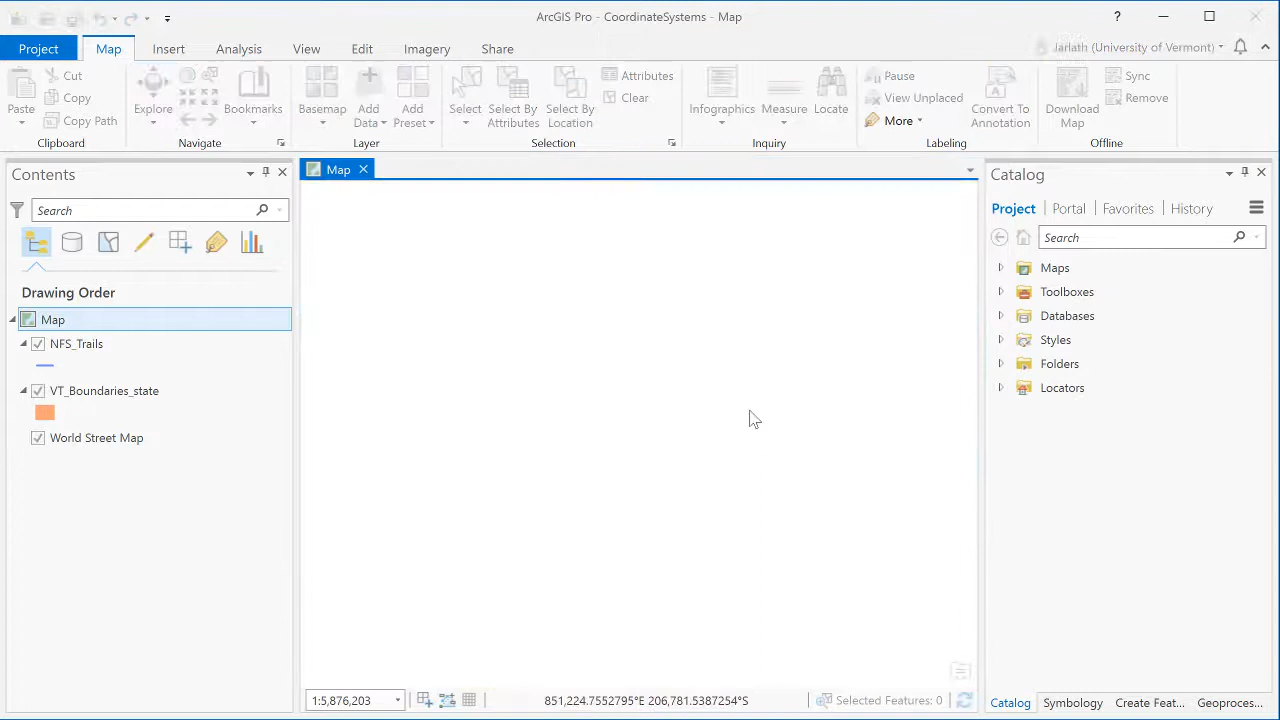 ArcGIS Pro - CoordinateSystems - Map
?
Project Map Insert Analysis View Edit Imagery Share
Jarlath (University of Vermont)
Paste
Cut
Copy
Copy Path
Clipboard
Explore
Bookmarks
Navigate
Basemap
Add Data
Add Preset
Layer
Select
Select By Attributes
Select By Location
Attributes
Clear
Selection
Infographics
Measure
Locate
Inquiry
Pause
View Unplaced
More
Convert To Annotation
Labeling
Download Map
Sync
Remove
Offline
Contents
Search
Drawing Order
Map
NFS_Trails
VT_Boundaries_state
World Street Map
Map
1:5,876,203
851,224.7552795°E 206,781.5387254°S
Selected Features: 0
Catalog
Project Portal Favorites History
Search
Maps
Toolboxes
Databases
Styles
Folders
Locators
Catalog Symbology Create Feat... Geoproces...